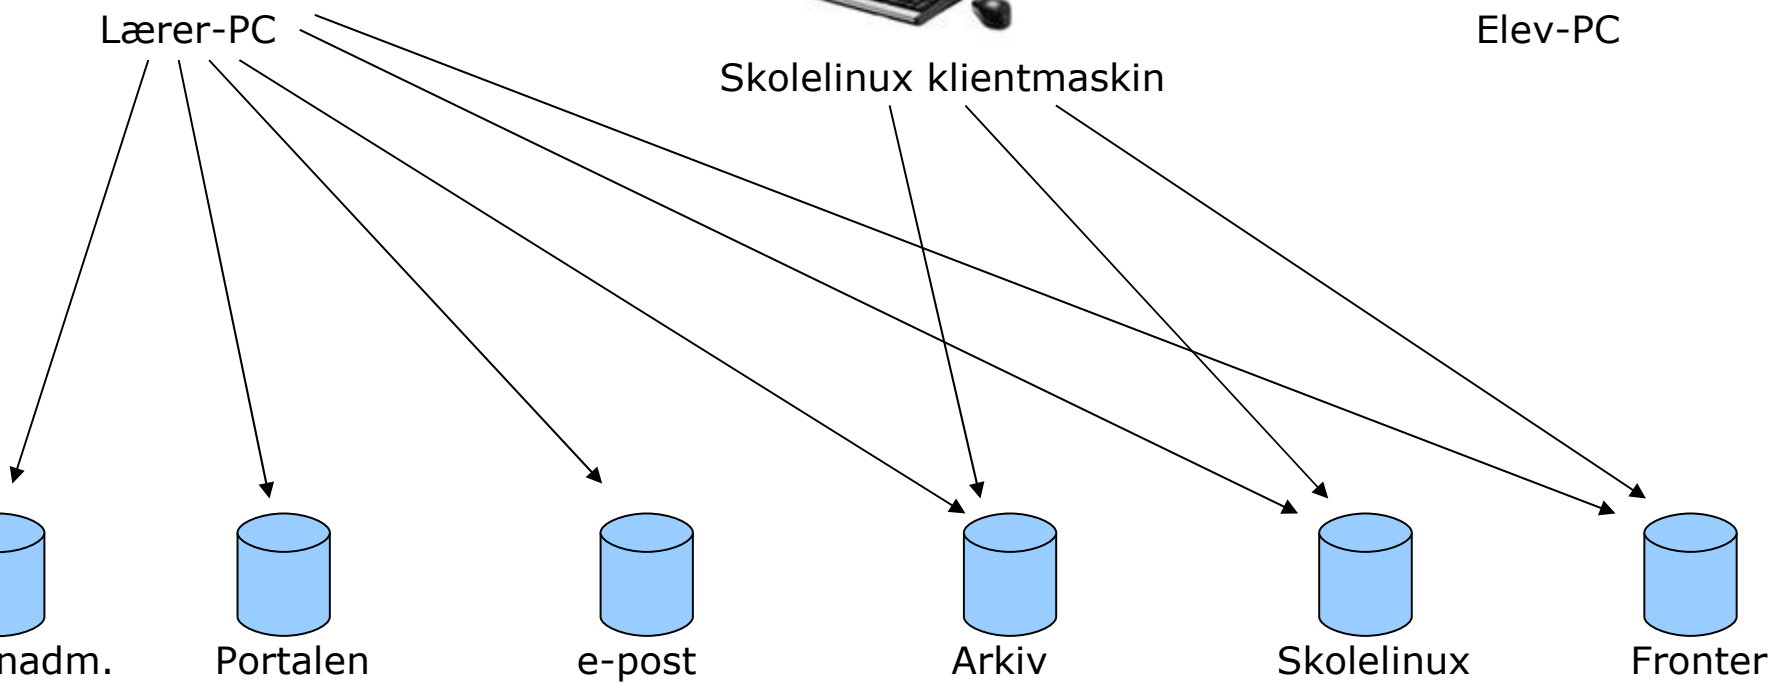 Lærer-PC
Elev-PC
Skolelinux klientmaskin
nadm.
Portalen
e-post
Arkiv
Skolelinux
Fronter